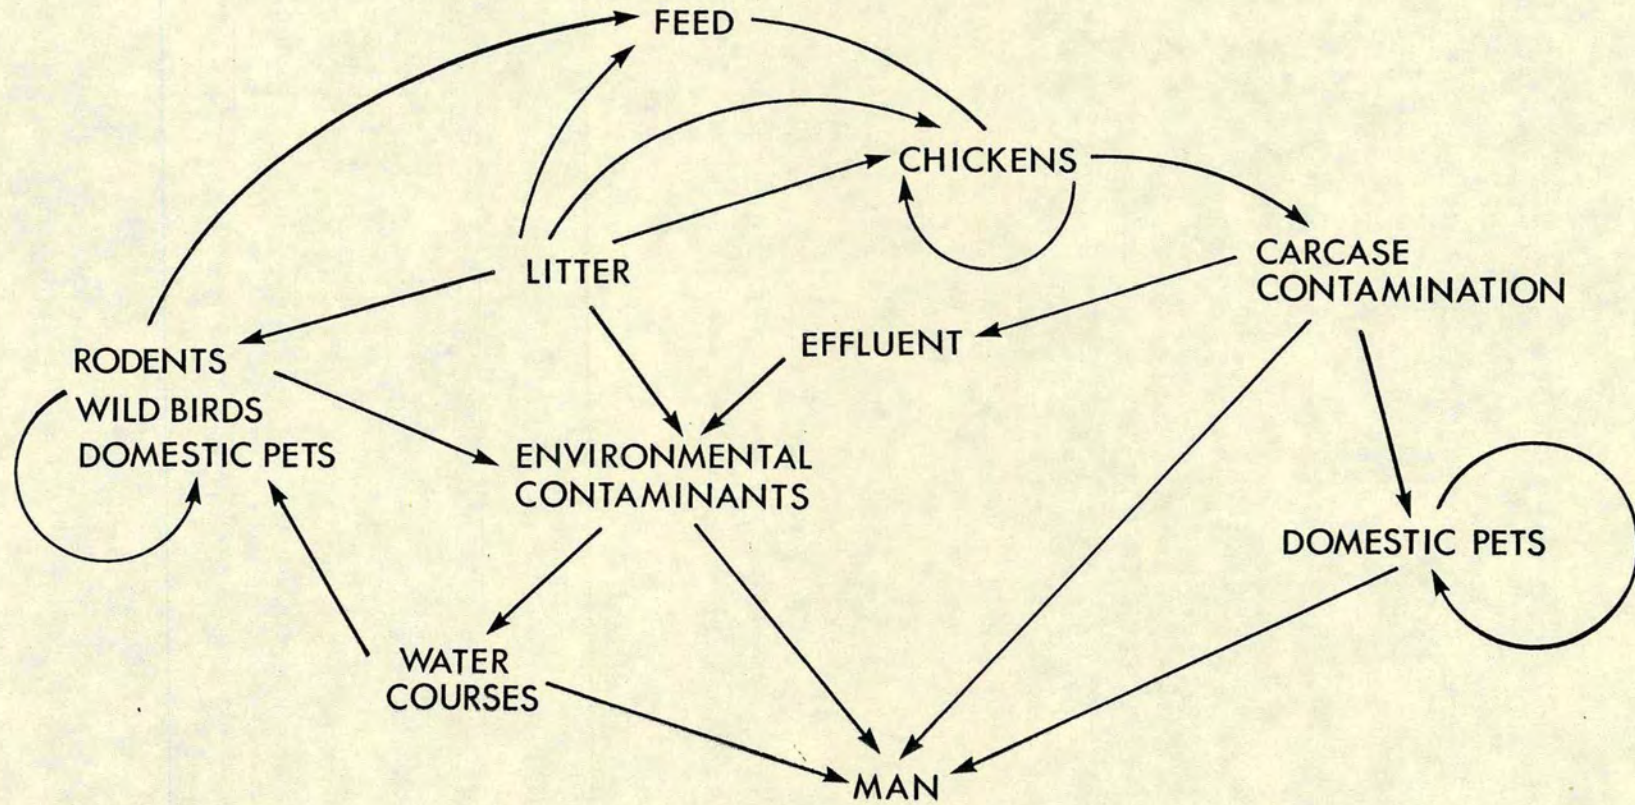 FEED
CHICKENS
LITTER
CARCASE
CONTAMINATION
EFFLUENT
RODENTS
WILD BIRDS
DOMESTIC PETS
ENVIRONMENTAL
CONTAMINANTS
DOMESTIC PETS
WATER
COURSES
MAN